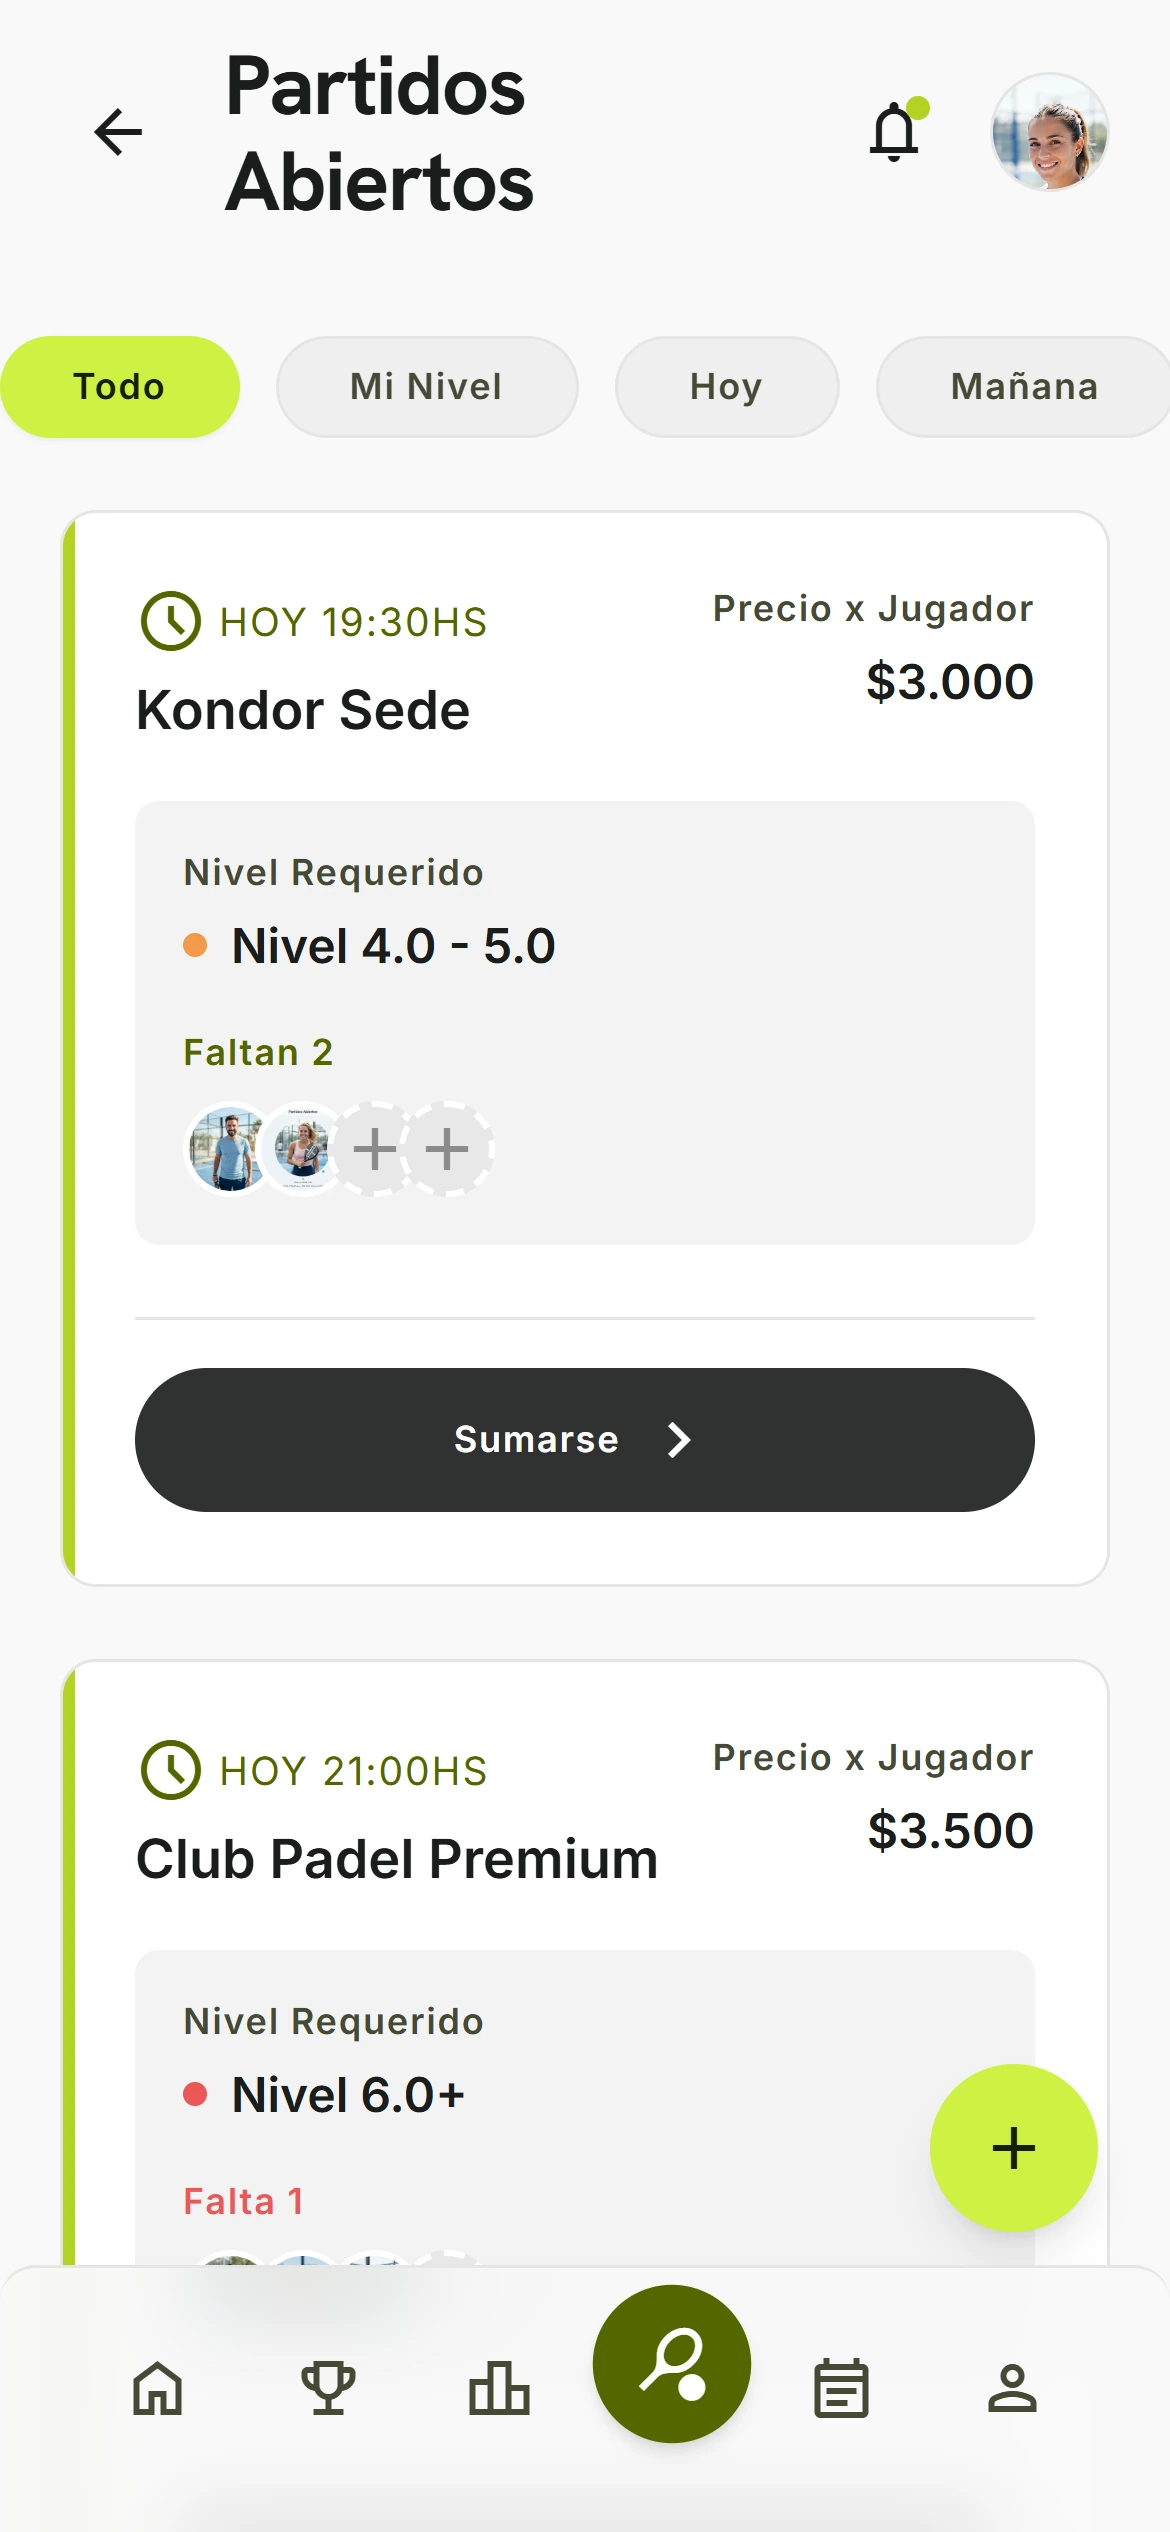 Partidos
Abiertos
Todo
Mi Nivel
Hoy
Mañana
HOY 19:30HS
Precio x Jugador
$3.000
Kondor Sede
Nivel Requerido
Nivel 4.0 - 5.0
Faltan 2
Sumarse
HOY 21:00HS
Precio x Jugador
$3.500
Club Padel Premium
Nivel Requerido
Nivel 6.0+
Falta 1